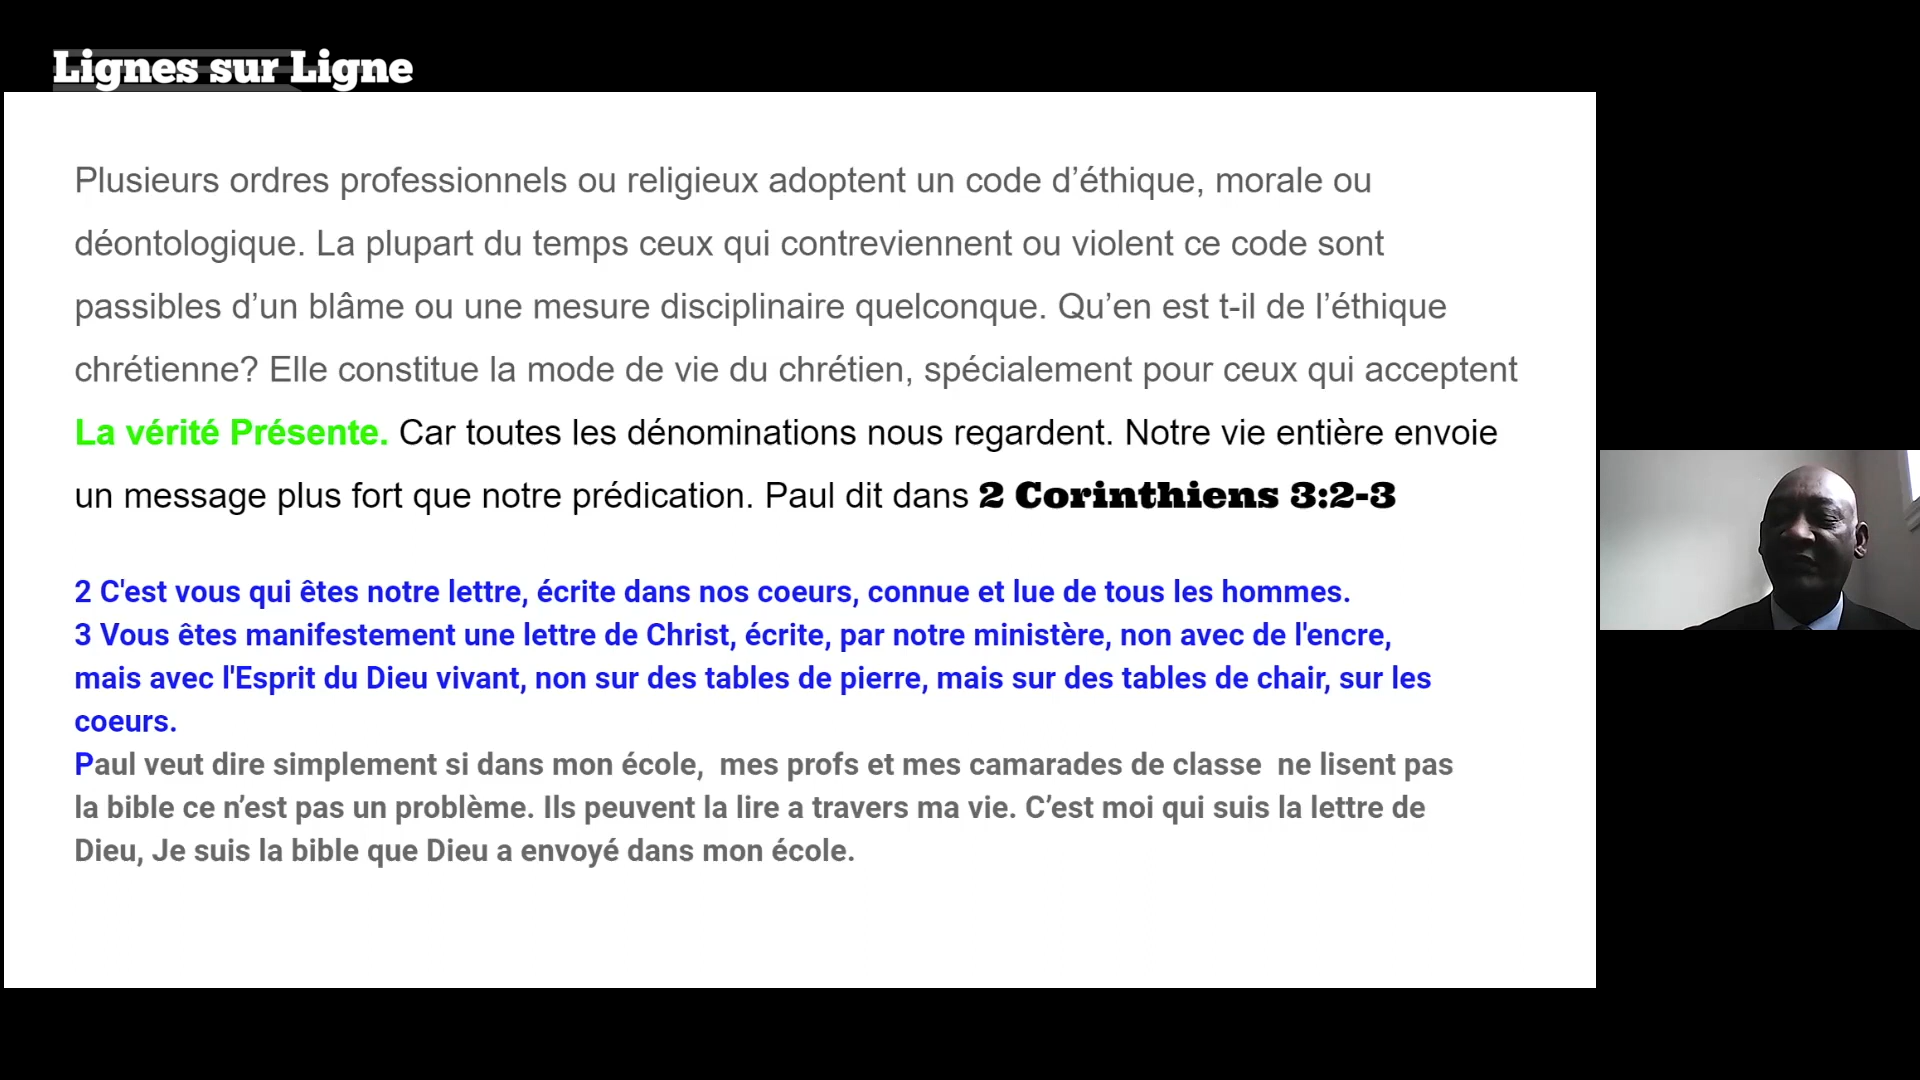 Lignes sur Ligne
Plusieurs ordres professionnels ou religieux adoptent un code d’éthique, morale ou
déontologique. La plupart du temps ceux qui contreviennent ou violent ce code sont
passibles d’un blâme ou une mesure disciplinaire quelconque. Qu’en est t-il de l’éthique
chrétienne? Elle constitue la mode de vie du chrétien, spécialement pour ceux qui acceptent
La vérité Présente. Car toutes les dénominations nous regardent. Notre vie entière envoie
un message plus fort que notre prédication. Paul dit dans 2 Corinthiens 3:2-3
2 C'est vous qui êtes notre lettre, écrite dans nos coeurs, connue et lue de tous les hommes.
3 Vous êtes manifestement une lettre de Christ, écrite, par notre ministère, non avec de l'encre,
mais avec l'Esprit du Dieu vivant, non sur des tables de pierre, mais sur des tables de chair, sur les
coeurs.
Paul veut dire simplement si dans mon école,  mes profs et mes camarades de classe  ne lisent pas
la bible ce n’est pas un problème. Ils peuvent la lire a travers ma vie. C’est moi qui suis la lettre de
Dieu, Je suis la bible que Dieu a envoyé dans mon école.